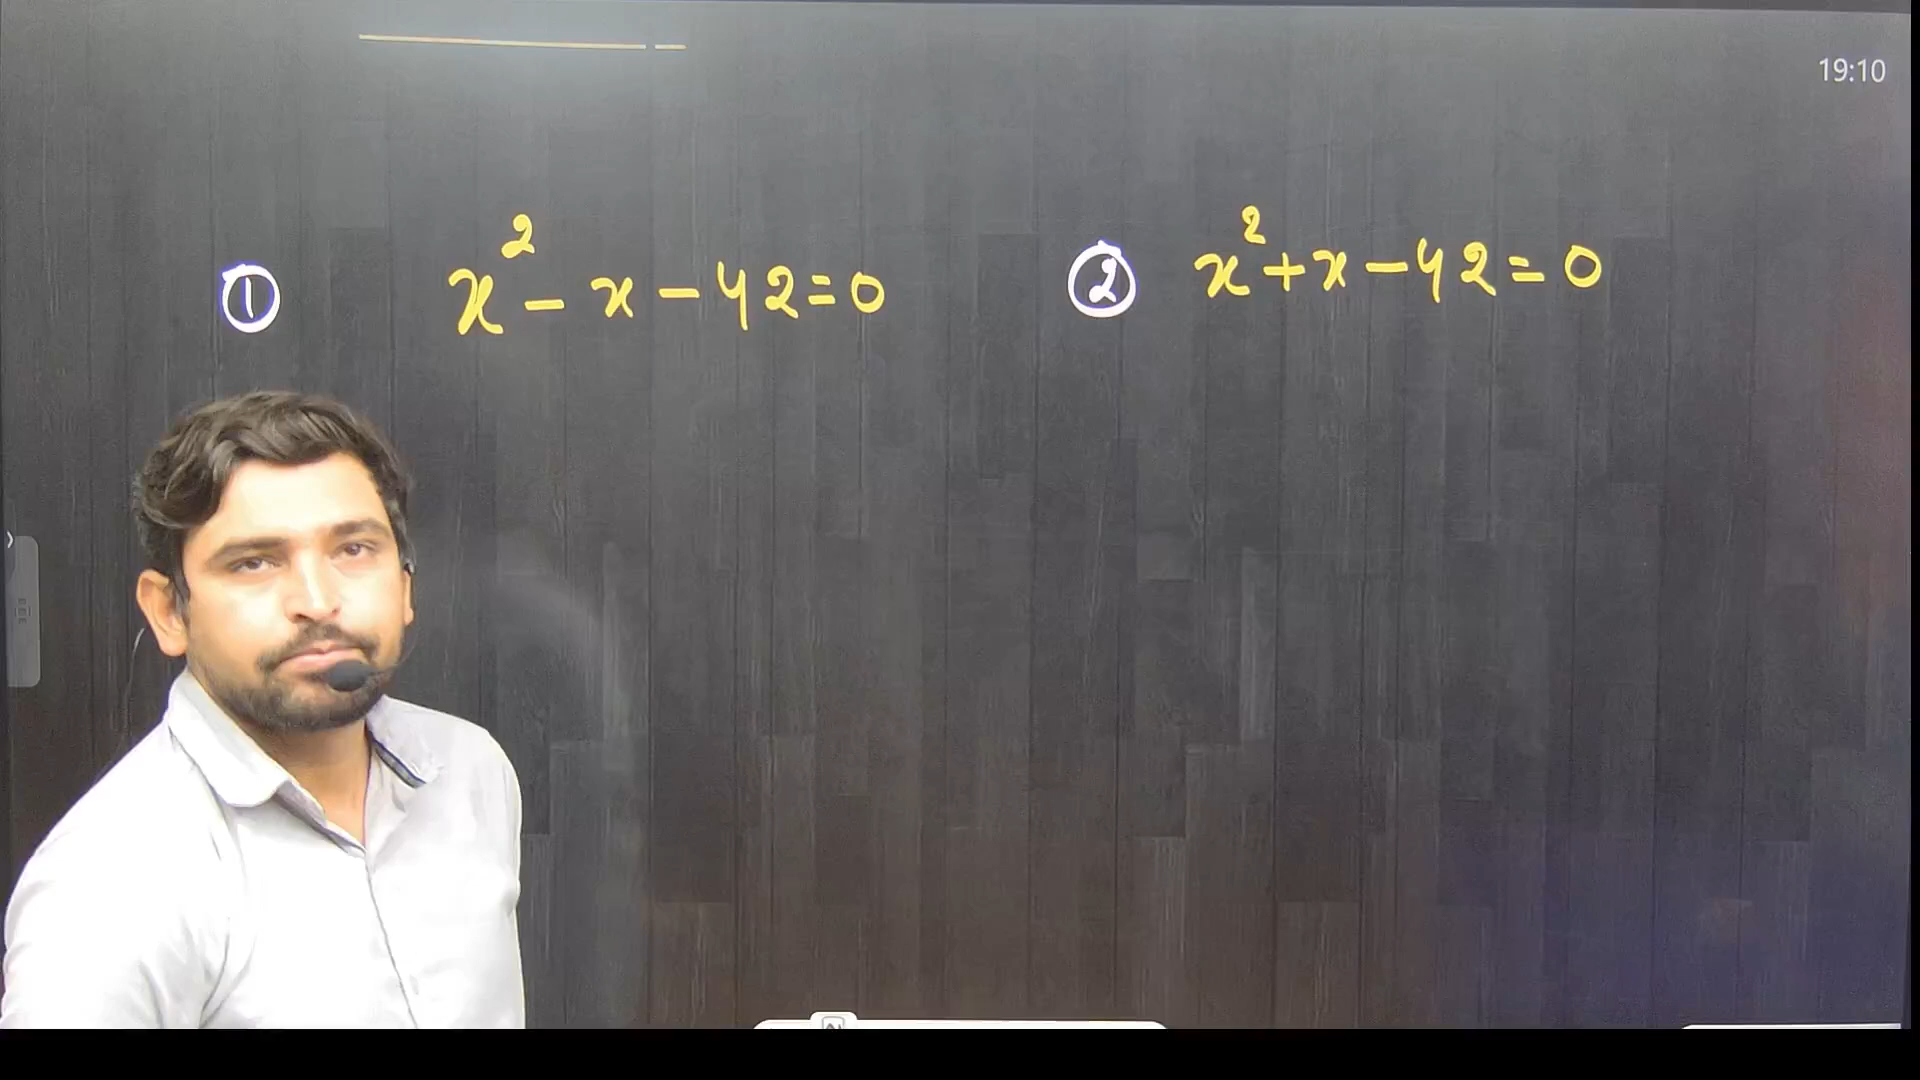 19:10
① x² - x - 42 = 0
② x² + x - 42 = 0